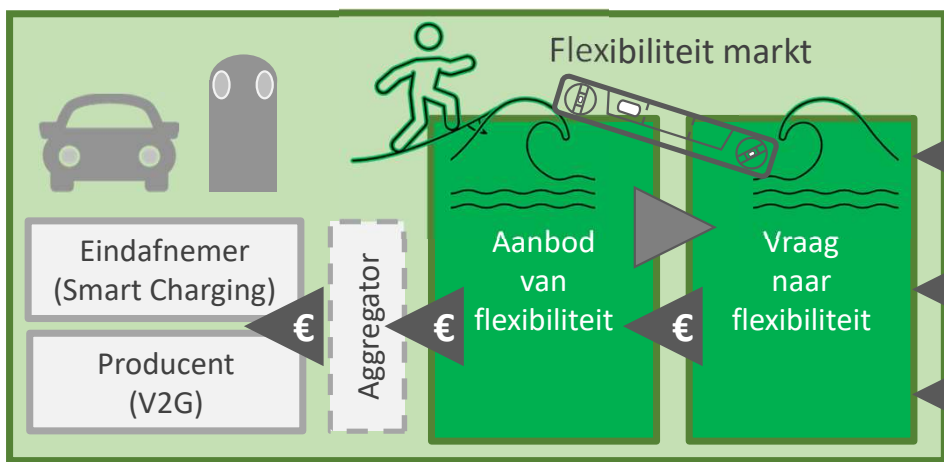 Flexibiliteit markt
Eindafnemer
(Smart Charging)
Producent
(V2G)
€
Aggregator
€
Aanbod
van
flexibiliteit
€
Vraag
naar
flexibiliteit